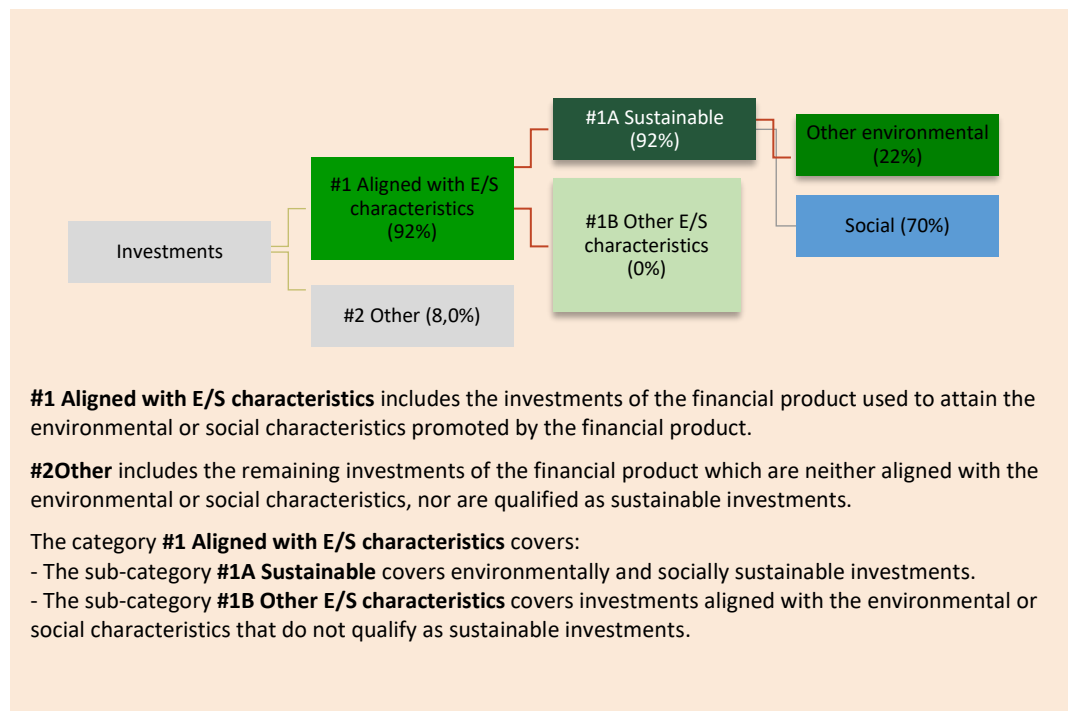 Investments
#1 Aligned with E/S
characteristics
(92%)
#2 Other (8,0%)
#1A Sustainable
(92%)
#1B Other E/S
characteristics
(0%)
Other environmental
(22%)
Social (70%)
#1 Aligned with E/S characteristics includes the investments of the financial product used to attain the
environmental or social characteristics promoted by the financial product.
#2Other includes the remaining investments of the financial product which are neither aligned with the
environmental or social characteristics, nor are qualified as sustainable investments.
The category #1 Aligned with E/S characteristics covers:
- The sub-category #1A Sustainable covers environmentally and socially sustainable investments.
- The sub-category #1B Other E/S characteristics covers investments aligned with the environmental or
social characteristics that do not qualify as sustainable investments.